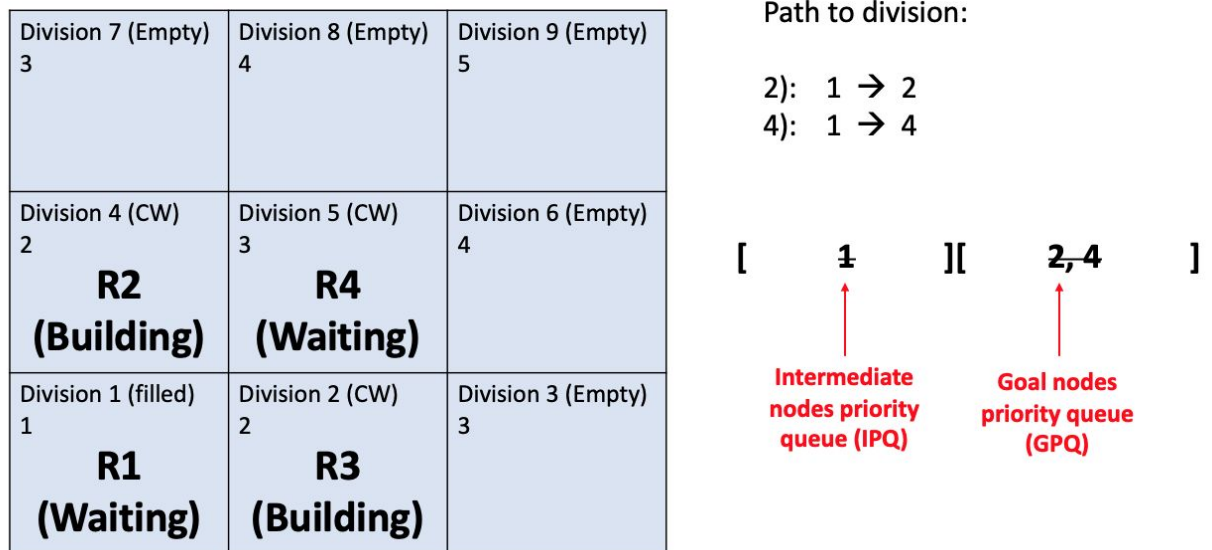 Division 7 (Empty)
3
Division 8 (Empty)
4
Division 9 (Empty)
5
Division 4 (CW)
2
R2
(Building)
Division 5 (CW)
3
R4
(Waiting)
Division 6 (Empty)
4
Division 1 (filled)
1
R1
(Waiting)
Division 2 (CW)
2
R3
(Building)
Division 3 (Empty)
3
Path to division:
2): 1 → 2
4): 1 → 4
[ 1 ][ 2, 4 ]
Intermediate
nodes priority
queue (IPQ)
Goal nodes
priority queue
(GPQ)